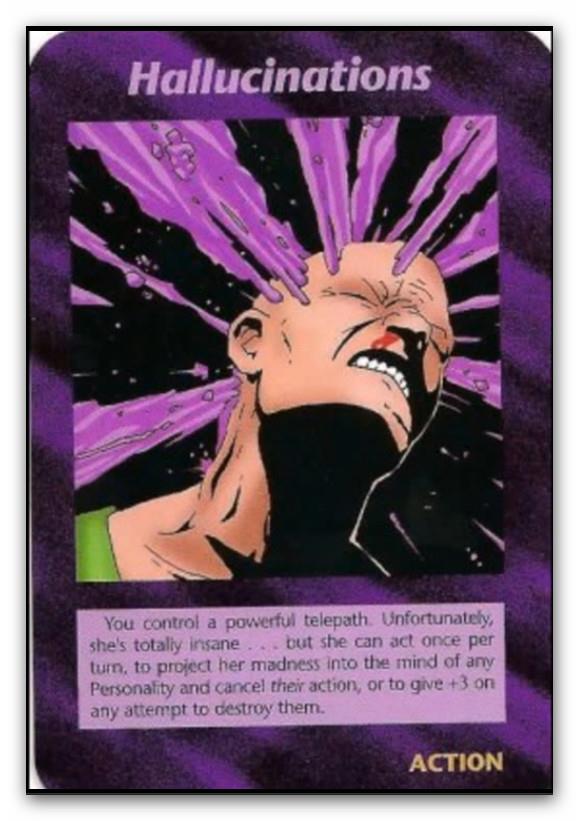 Hallucinations
You control a powerful telepath. Unfortunately,
she's totally insane . . . but she can act once per
turn, to project her madness into the mind of any
Personality and cancel their action, or to give +3 on
any attempt to destroy them.
ACTION